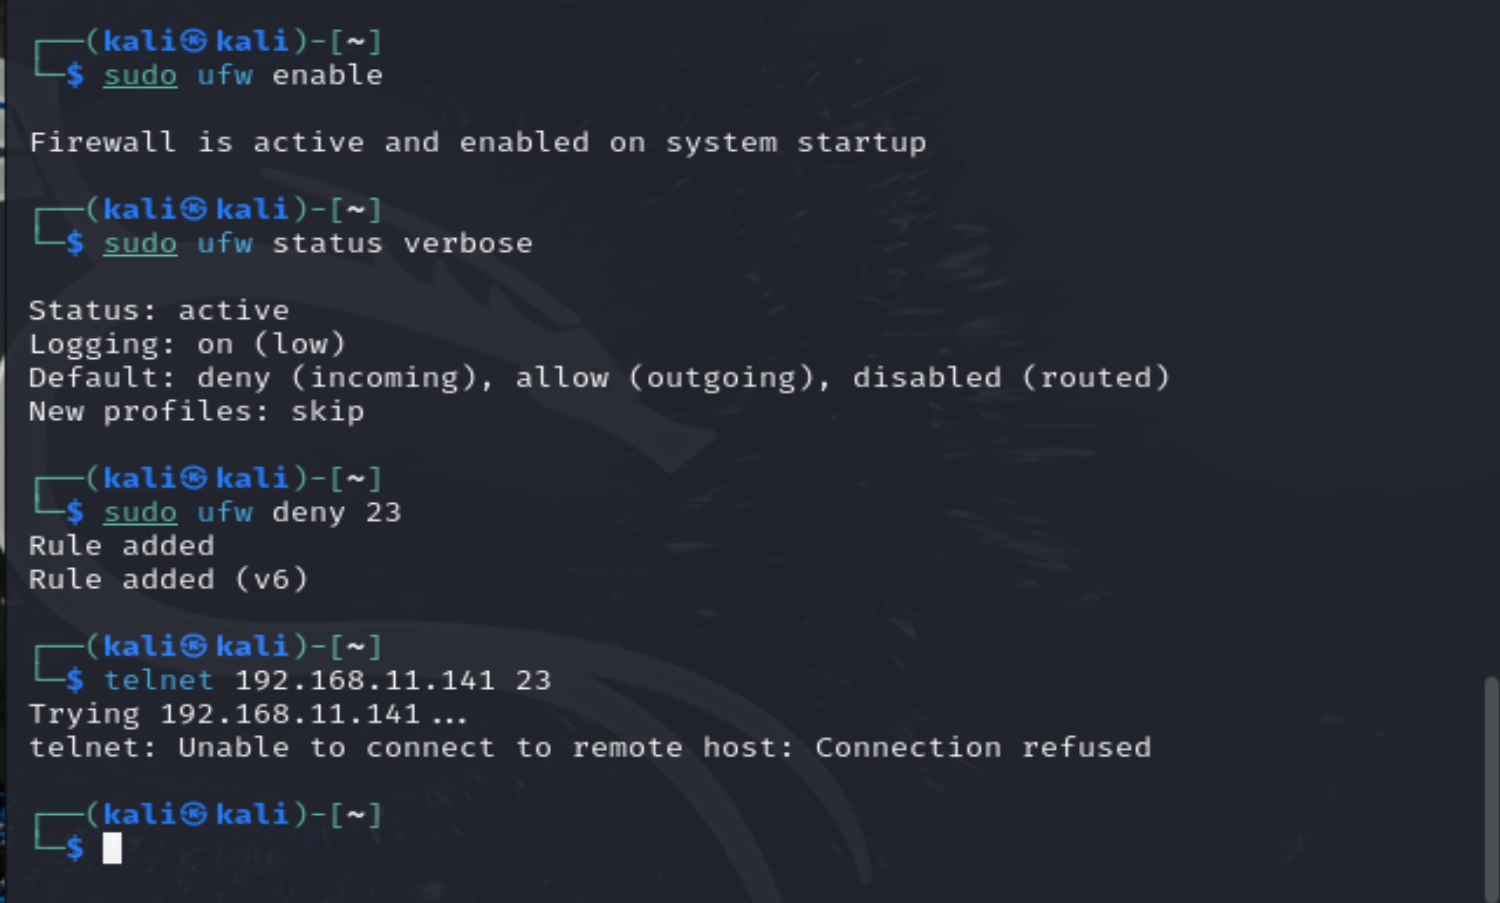 ┌──(kali㉿kali)-[~]
└─$ sudo ufw enable
Firewall is active and enabled on system startup
┌──(kali㉿kali)-[~]
└─$ sudo ufw status verbose
Status: active
Logging: on (low)
Default: deny (incoming), allow (outgoing), disabled (routed)
New profiles: skip
┌──(kali㉿kali)-[~]
└─$ sudo ufw deny 23
Rule added
Rule added (v6)
┌──(kali㉿kali)-[~]
└─$ telnet 192.168.11.141 23
Trying 192.168.11.141...
telnet: Unable to connect to remote host: Connection refused
┌──(kali㉿kali)-[~]
└─$